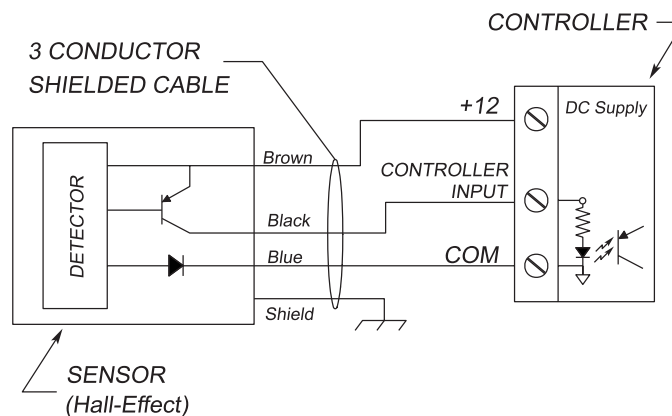 CONTROLLER
3 CONDUCTOR
SHIELDED CABLE
+12
DC Supply
Brown
CONTROLLER
INPUT
DETECTOR
Black
Blue
COM
Shield
SENSOR
(Hall-Effect)